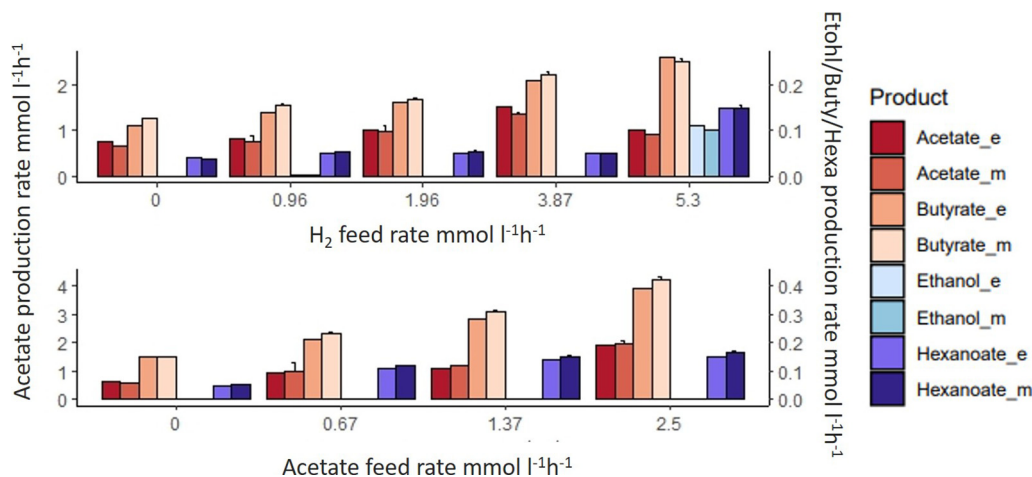 Acetate production rate mmol l⁻¹h⁻¹
2
1
0
0.2
0.1
0.0
0
0.96
1.96
3.87
5.3
H₂ feed rate mmol l⁻¹h⁻¹
4
3
2
1
0
0.4
0.3
0.2
0.1
0.0
0
0.67
1.37
2.5
Acetate feed rate mmol l⁻¹h⁻¹
Etohl/Buty/Hexa production rate mmol l⁻¹h⁻¹
Product
Acetate_e
Acetate_m
Butyrate_e
Butyrate_m
Ethanol_e
Ethanol_m
Hexanoate_e
Hexanoate_m